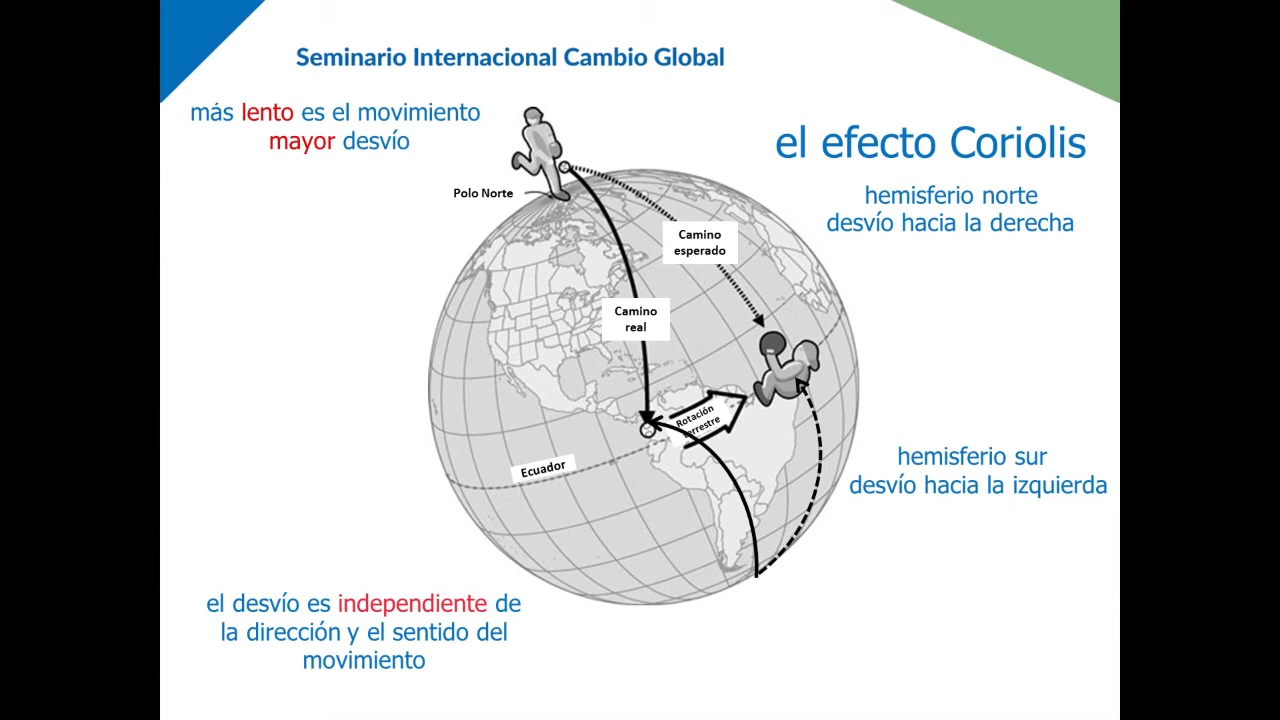 Seminario Internacional Cambio Global
más lento es el movimiento
mayor desvío
el efecto Coriolis
hemisferio norte
desvío hacia la derecha
Polo Norte
Camino
esperado
Camino
real
Rotación
terrestre
Ecuador
hemisferio sur
desvío hacia la izquierda
el desvío es independiente de
la dirección y el sentido del
movimiento